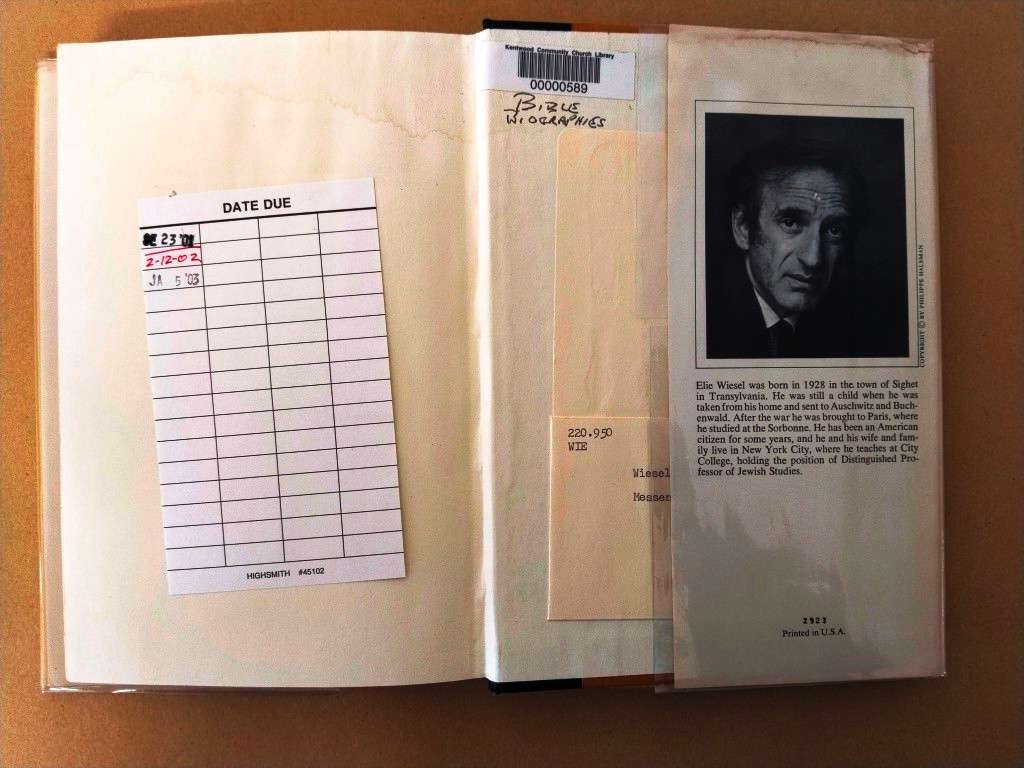 DATE DUE
23 '01
2-12-02
JA 5 '03
HIGHSMITH #45102
Kentwood Community Church Library
00000589
BIBLE
BIOGRAPHIES
220.950
WIE
Wiesel
Messen
COPYRIGHT © BY PHILIPPE HALSMAN
Elie Wiesel was born in 1928 in the town of Sighet
in Transylvania. He was still a child when he was
taken from his home and sent to Auschwitz and Buch-
enwald. After the war he was brought to Paris, where
he studied at the Sorbonne. He has been an American
citizen for some years, and he and his wife and fam-
ily live in New York City, where he teaches at City
College, holding the position of Distinguished Pro-
fessor of Jewish Studies.
2923
Printed in U.S.A.